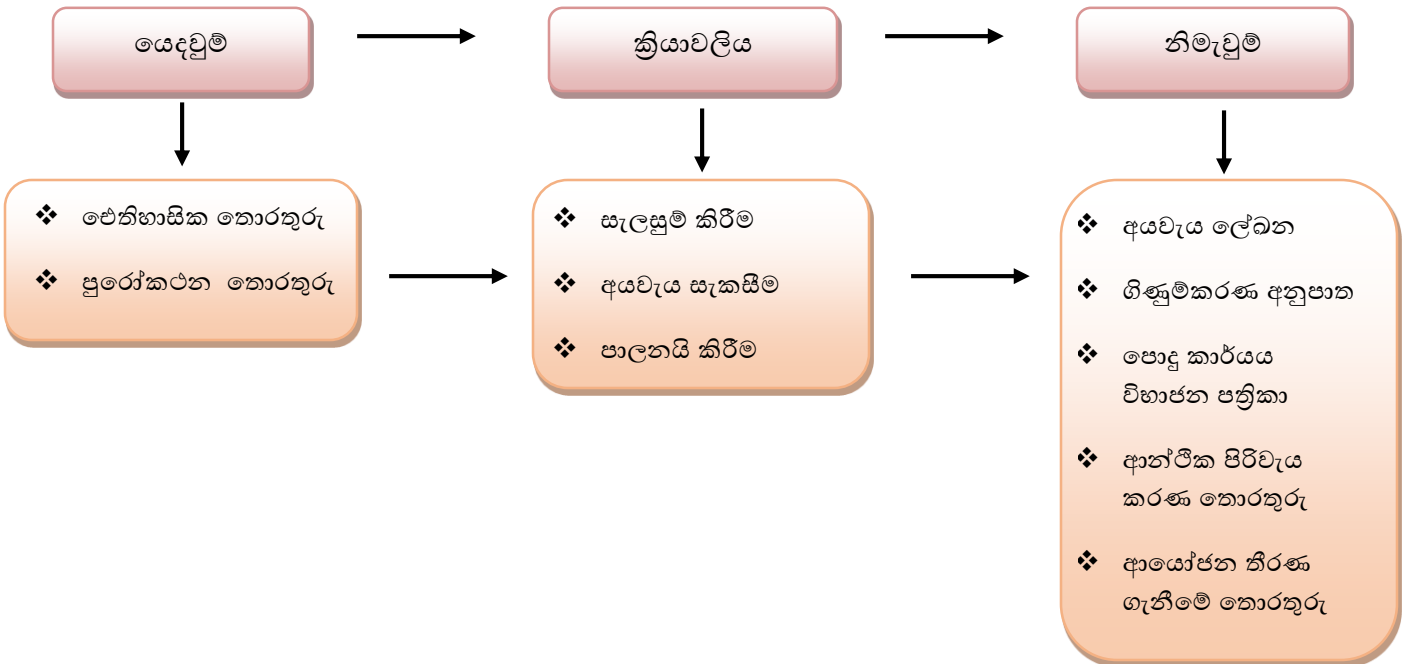 යෙදවුම්
ක්‍රියාවලිය
නිමැවුම්
❖ ඓතිහාසික තොරතුරු
❖ පුරෝකථන තොරතුරු
❖ සැලසුම් කිරීම
❖ අයවැය සැකසීම
❖ පාලනයි කිරීම
❖ අයවැය ලේඛන
❖ ගිණුම්කරණ අනුපාත
❖ පොදු කාර්යය
විභාජන පත්‍රිකා
❖ ආන්ථික පිරිවැය
කරණ තොරතුරු
❖ ආයෝජන තීරණ
ගැනීමේ තොරතුරු